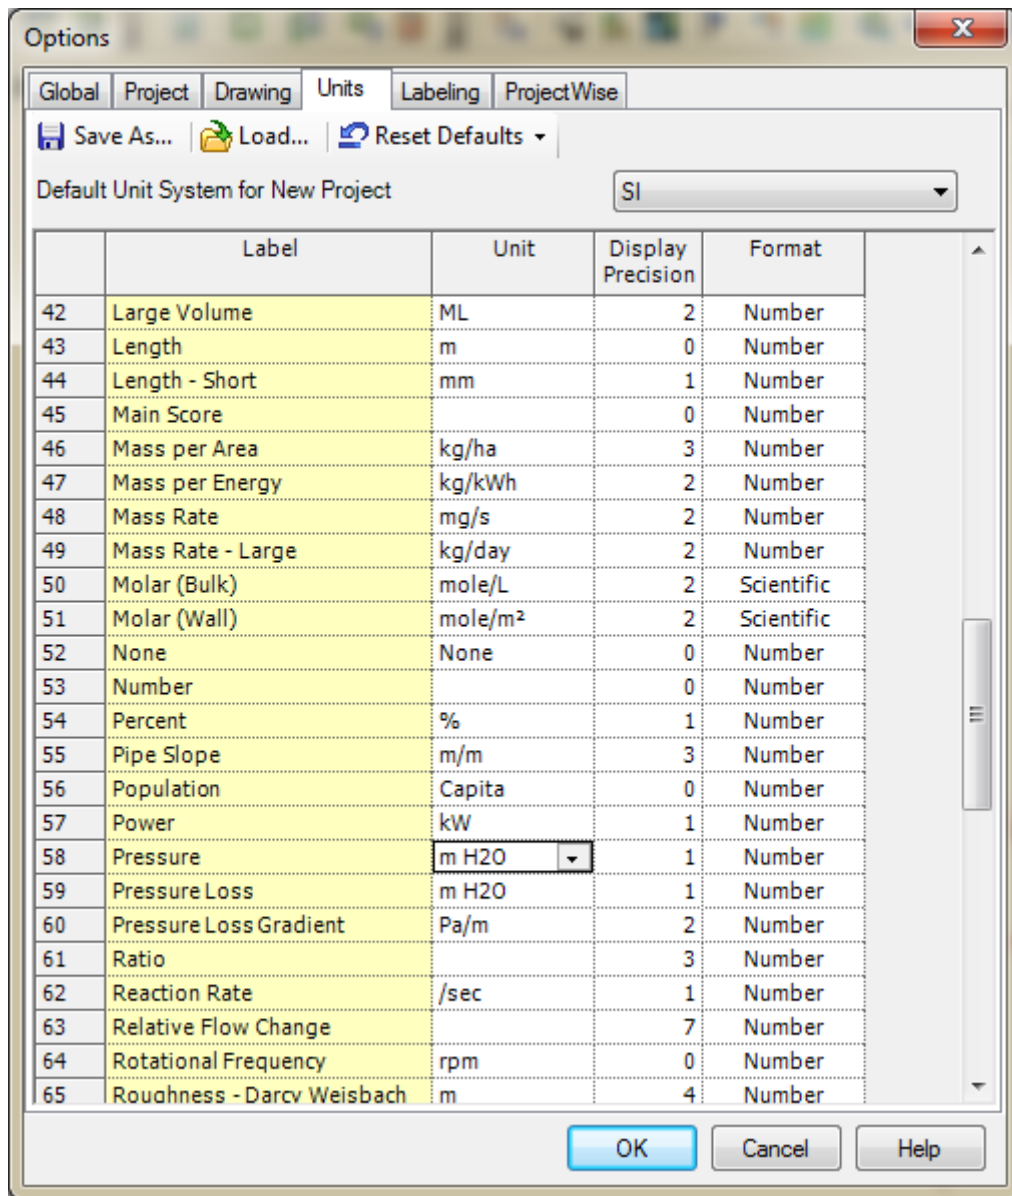 Options
Global Project Drawing Units Labeling ProjectWise
Save As... Load... Reset Defaults
Default Unit System for New Project SI
Label Unit Display Precision Format
42 Large Volume ML 2 Number
43 Length m 0 Number
44 Length - Short mm 1 Number
45 Main Score 0 Number
46 Mass per Area kg/ha 3 Number
47 Mass per Energy kg/kWh 2 Number
48 Mass Rate mg/s 2 Number
49 Mass Rate - Large kg/day 2 Number
50 Molar (Bulk) mole/L 2 Scientific
51 Molar (Wall) mole/m² 2 Scientific
52 None None 0 Number
53 Number 0 Number
54 Percent % 1 Number
55 Pipe Slope m/m 3 Number
56 Population Capita 0 Number
57 Power kW 1 Number
58 Pressure m H2O 1 Number
59 Pressure Loss m H2O 1 Number
60 Pressure Loss Gradient Pa/m 2 Number
61 Ratio 3 Number
62 Reaction Rate /sec 1 Number
63 Relative Flow Change 7 Number
64 Rotational Frequency rpm 0 Number
65 Roughness - Darcy Weisbach m 4 Number
OK Cancel Help